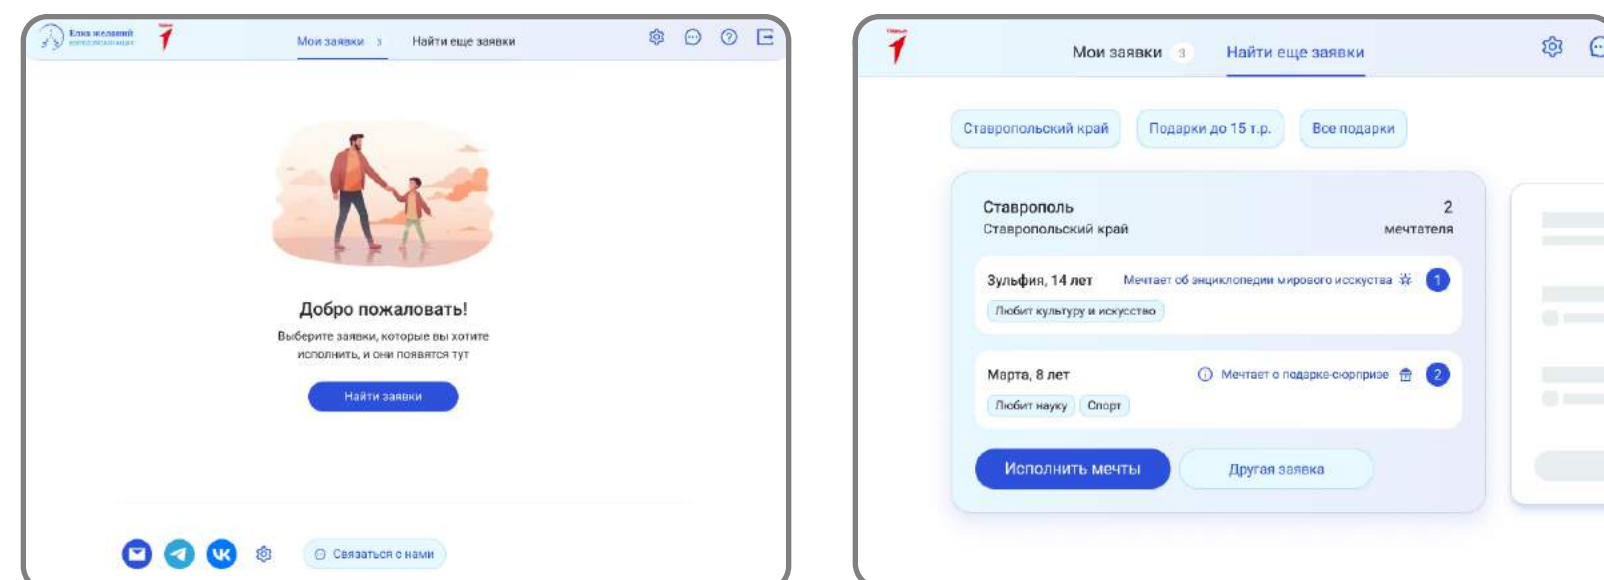 Елка желаний
Мои заявки 3
Найти еще заявки
Добро пожаловать!
Выберите заявки, которые вы хотите
исполнить, и они появятся тут
Найти заявки
Связаться с нами
Мои заявки 3
Найти еще заявки
Ставропольский край
Подарки до 15 т.р.
Все подарки
Ставрополь
2
Ставропольский край
мечтателя
Зульфия, 14 лет
Мечтает об энциклопедии мирового исскуства
1
Любит культуру и искусство
Марта, 8 лет
Мечтает о подарке-сюрпризе
2
Любит науку
Спорт
Исполнить мечты
Другая заявка